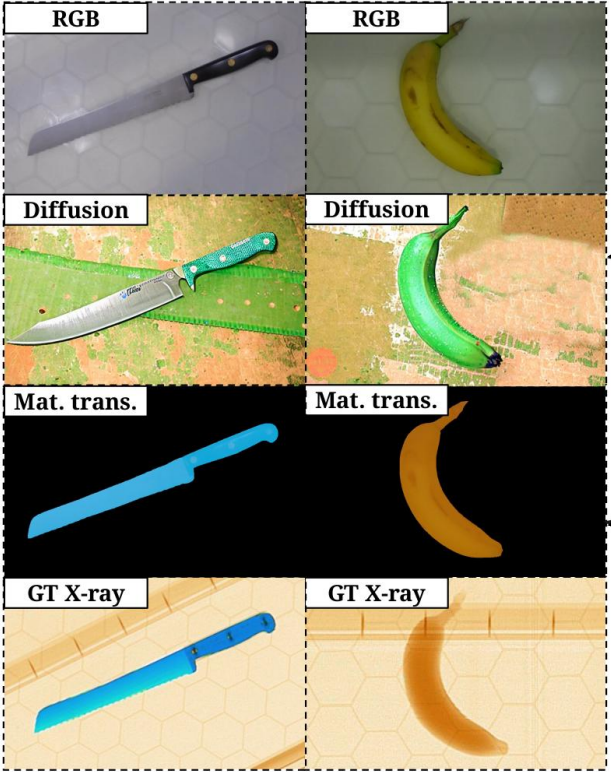 RGB
RGB
Diffusion
Diffusion
Mat. trans.
Mat. trans.
GT X-ray
GT X-ray